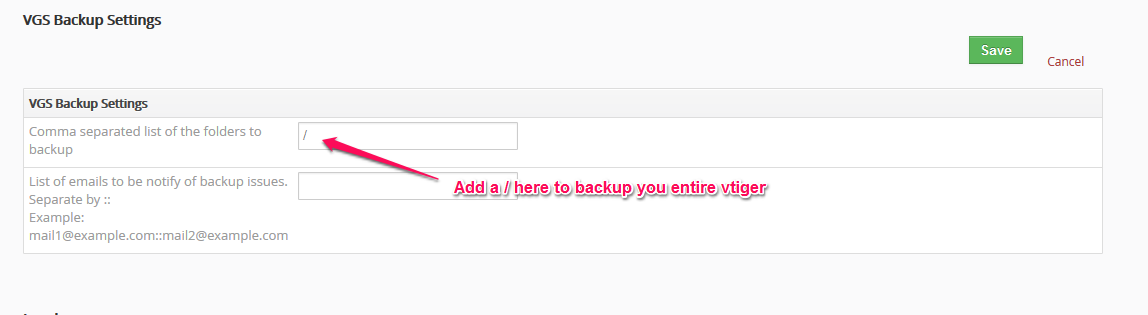 VGS Backup Settings
Save
Cancel
VGS Backup Settings
Comma separated list of the folders to
backup
/
Add a / here to backup you entire vtiger
List of emails to be notify of backup issues.
Separate by ::
Example:
mail1@example.com::mail2@example.com